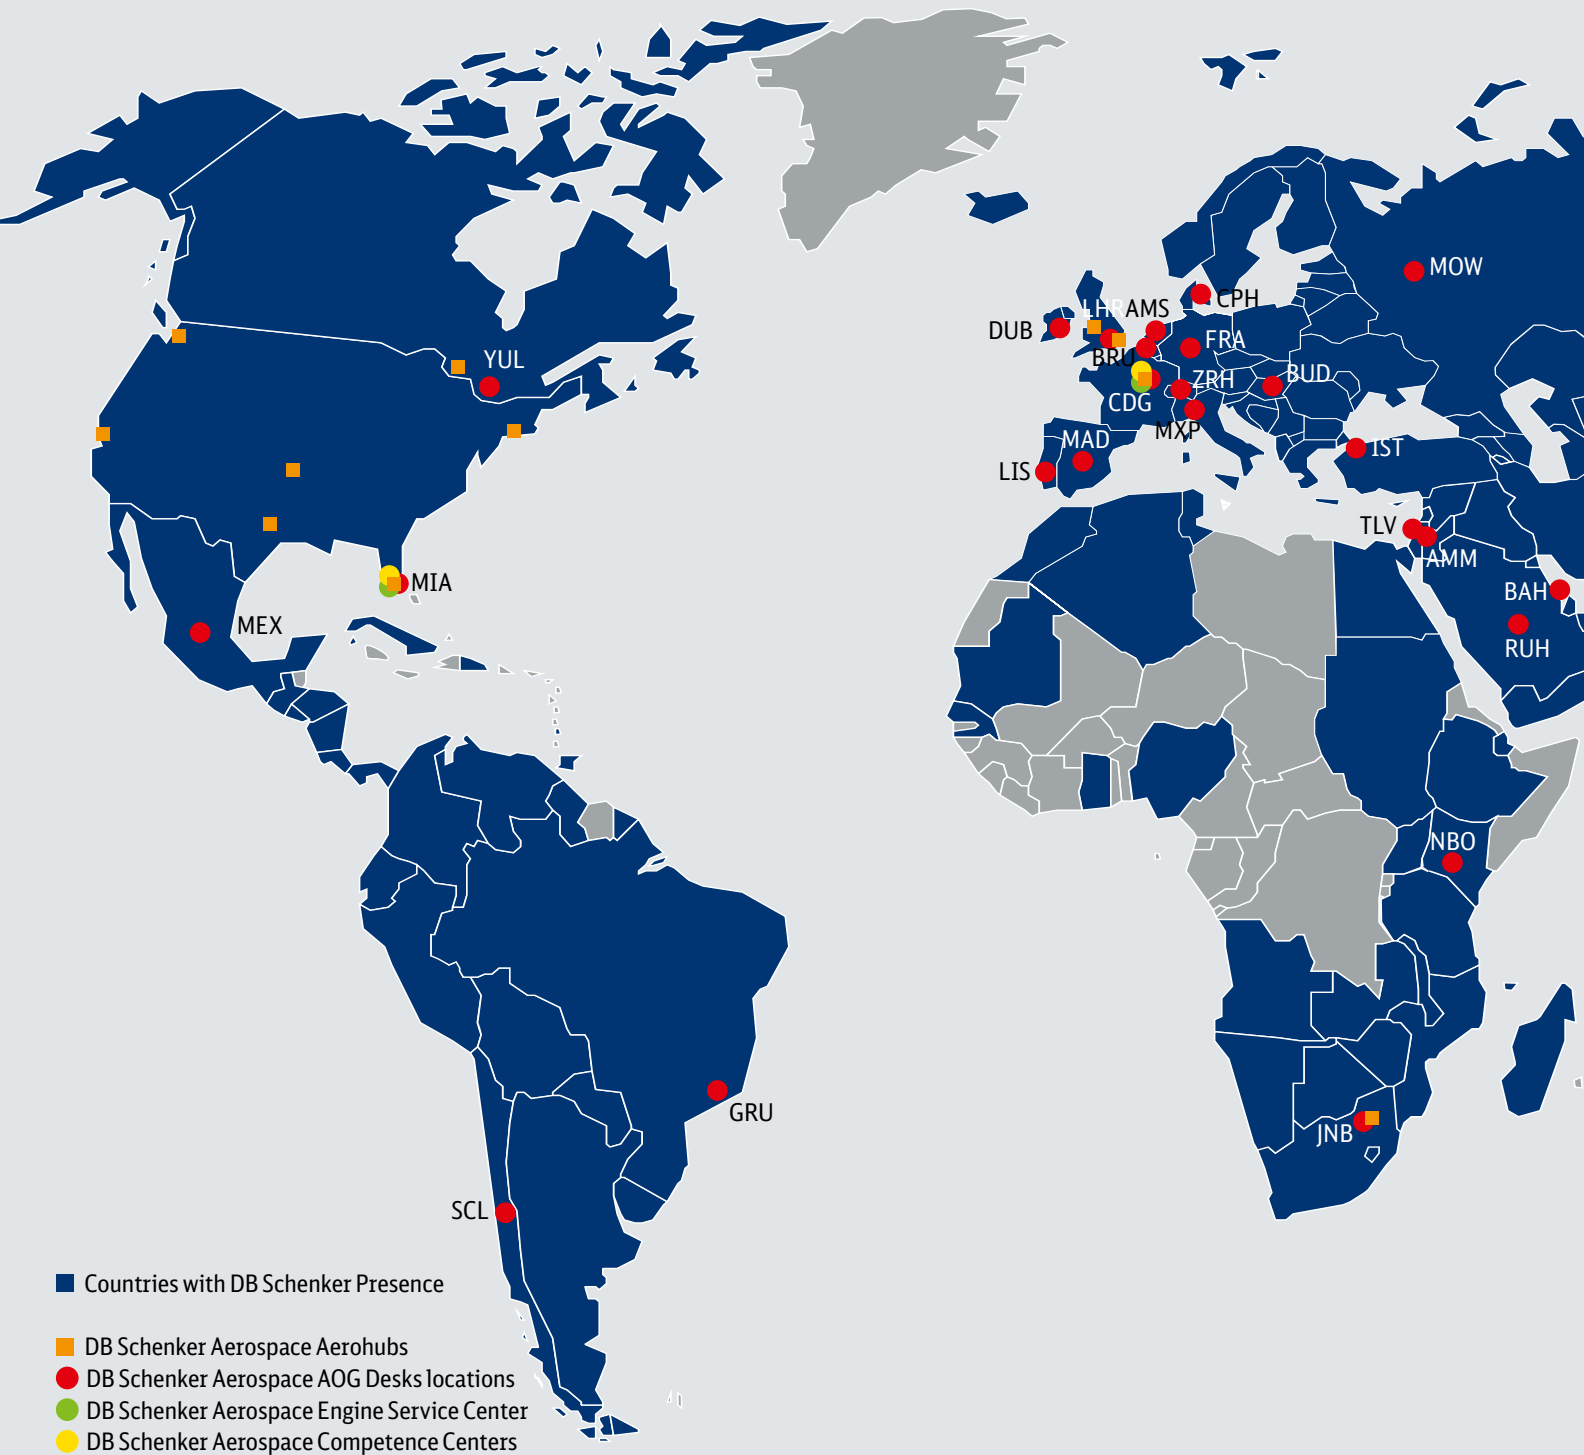 MOW
CPH
LHR
AMS
DUB
FRA
BRU
YUL
BUD
ZRH
CDG
MXP
MAD
IST
LIS
TLV
AMM
MIA
BAH
MEX
RUH
NBO
GRU
JNB
SCL
Countries with DB Schenker Presence
DB Schenker Aerospace Aerohubs
DB Schenker Aerospace AOG Desks locations
DB Schenker Aerospace Engine Service Center
DB Schenker Aerospace Competence Centers